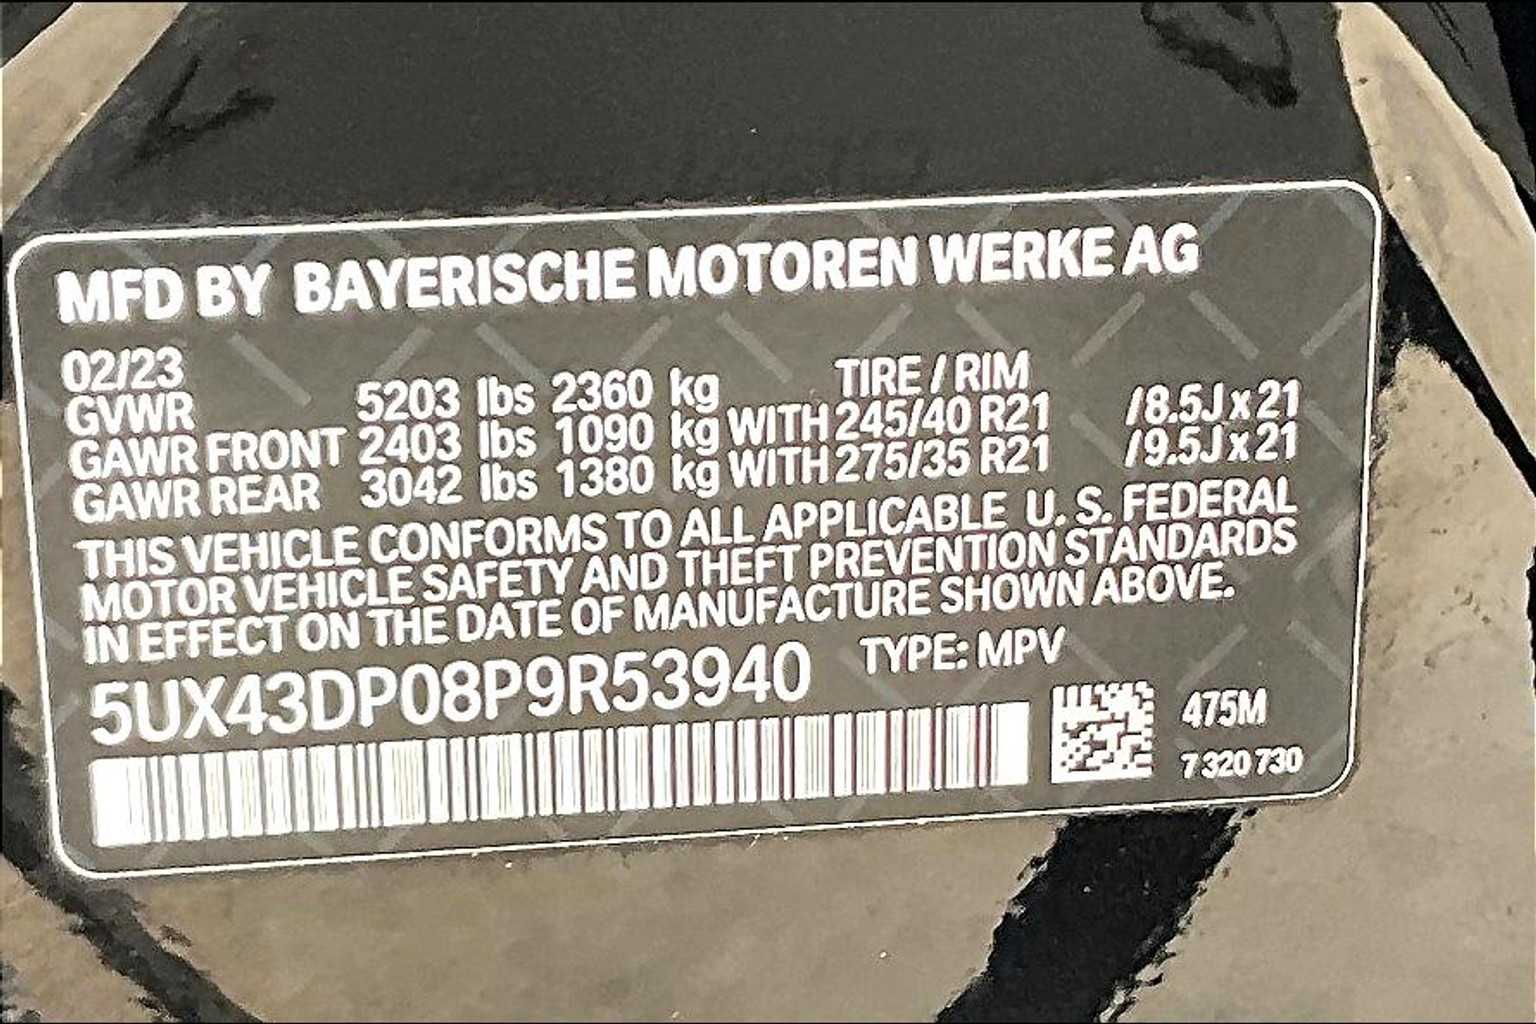 MFD BY BAYERISCHE MOTOREN WERKE AG
02/23 TIRE / RIM
GVWR 5203 lbs 2360 kg
GAWR FRONT 2403 lbs 1090 kg WITH 245/40 R21 /8.5J x 21
GAWR REAR 3042 lbs 1380 kg WITH 275/35 R21 /9.5J x 21
THIS VEHICLE CONFORMS TO ALL APPLICABLE U. S. FEDERAL
MOTOR VEHICLE SAFETY AND THEFT PREVENTION STANDARDS
IN EFFECT ON THE DATE OF MANUFACTURE SHOWN ABOVE.
5UX43DP08P9R53940 TYPE: MPV
475M
7 320 730